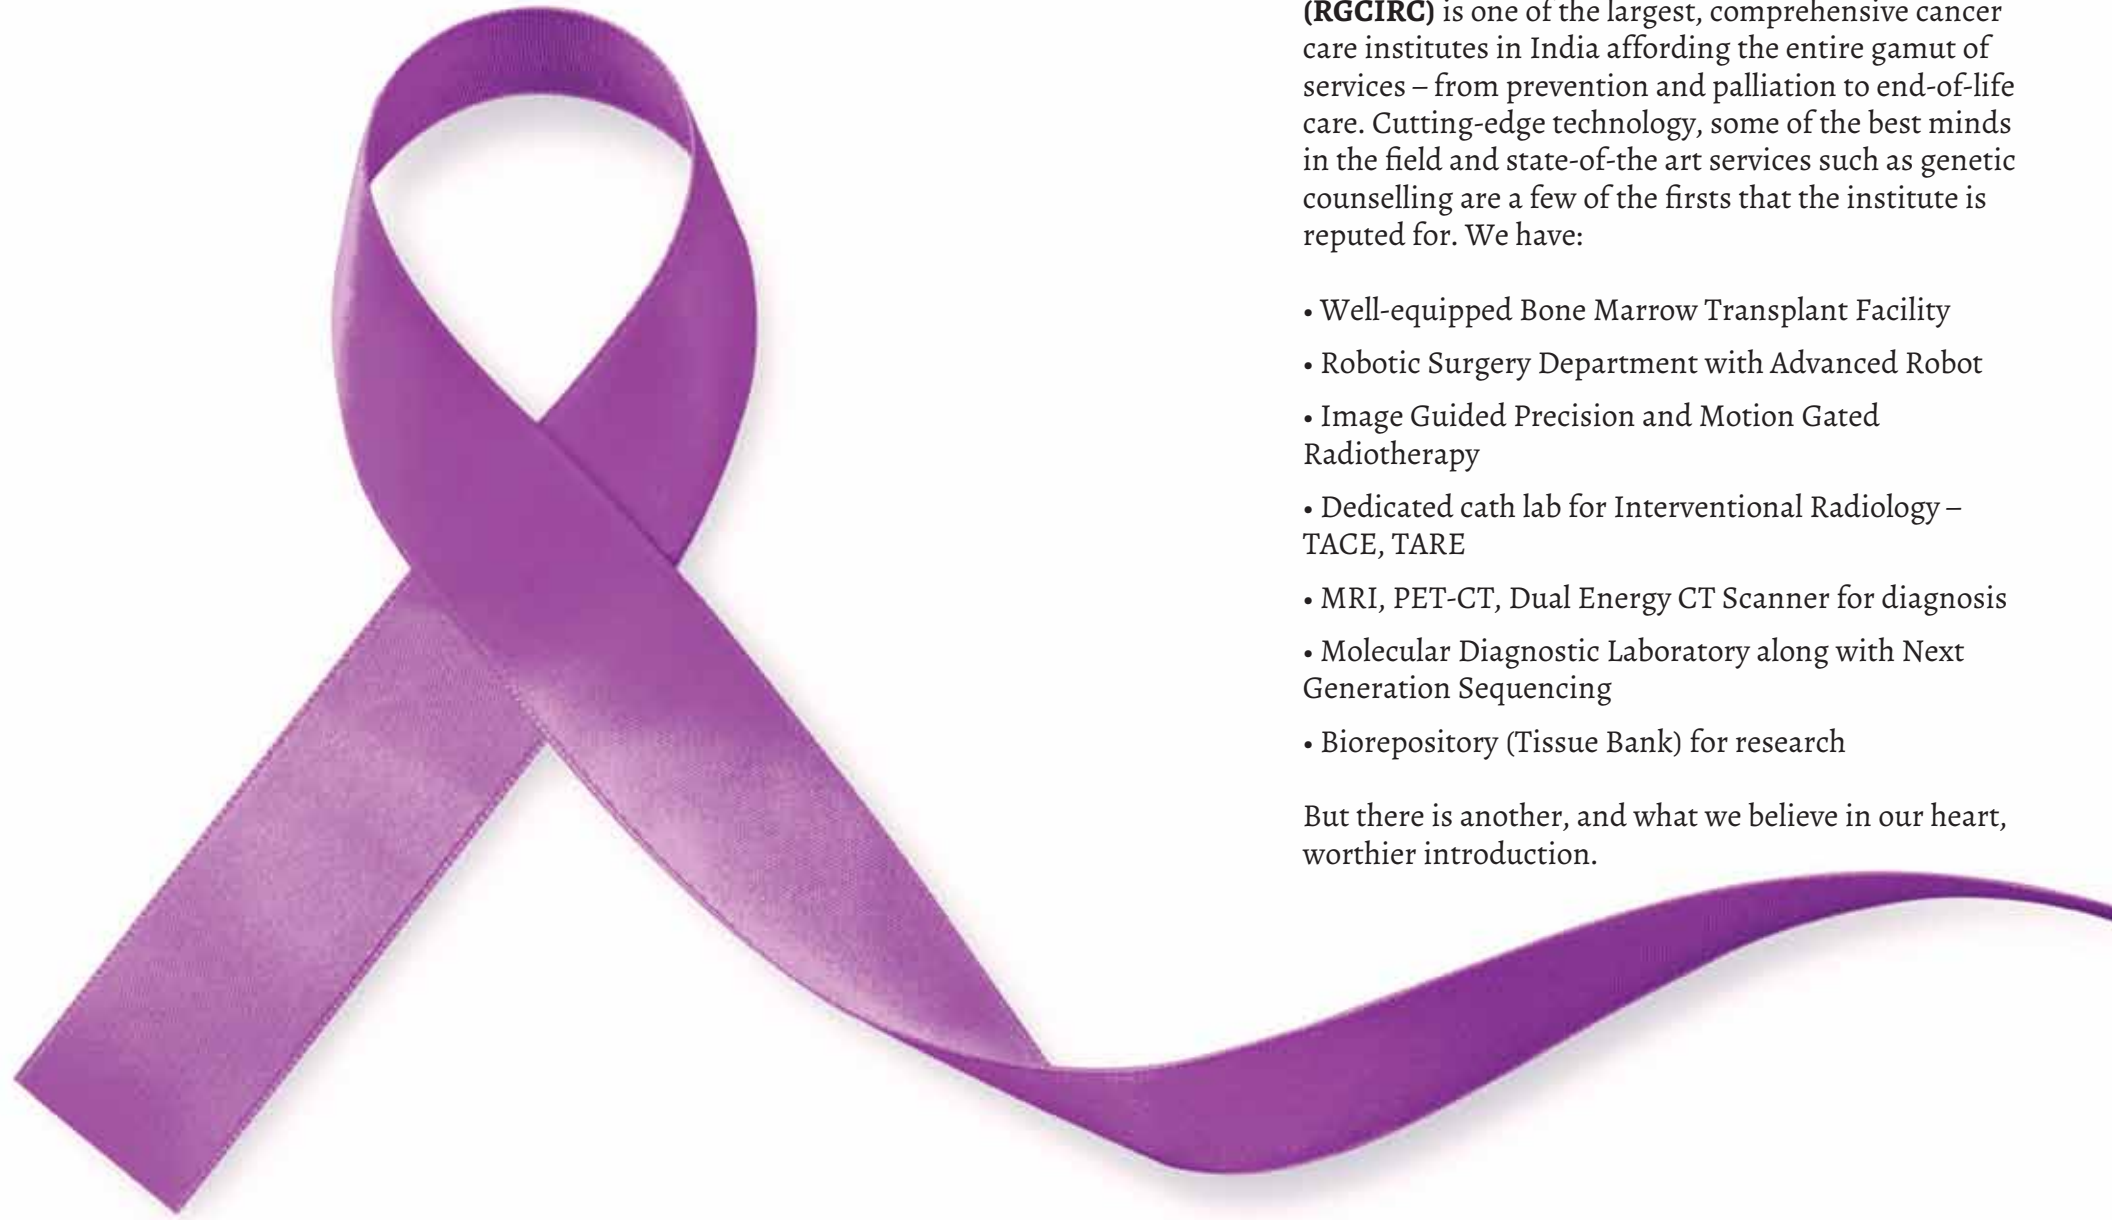 (RGCIRC) is one of the largest, comprehensive cancer
care institutes in India affording the entire gamut of
services – from prevention and palliation to end-of-life
care. Cutting-edge technology, some of the best minds
in the field and state-of-the art services such as genetic
counselling are a few of the firsts that the institute is
reputed for. We have:
• Well-equipped Bone Marrow Transplant Facility
• Robotic Surgery Department with Advanced Robot
• Image Guided Precision and Motion Gated
Radiotherapy
• Dedicated cath lab for Interventional Radiology –
TACE, TARE
• MRI, PET-CT, Dual Energy CT Scanner for diagnosis
• Molecular Diagnostic Laboratory along with Next
Generation Sequencing
• Biorepository (Tissue Bank) for research
But there is another, and what we believe in our heart,
worthier introduction.